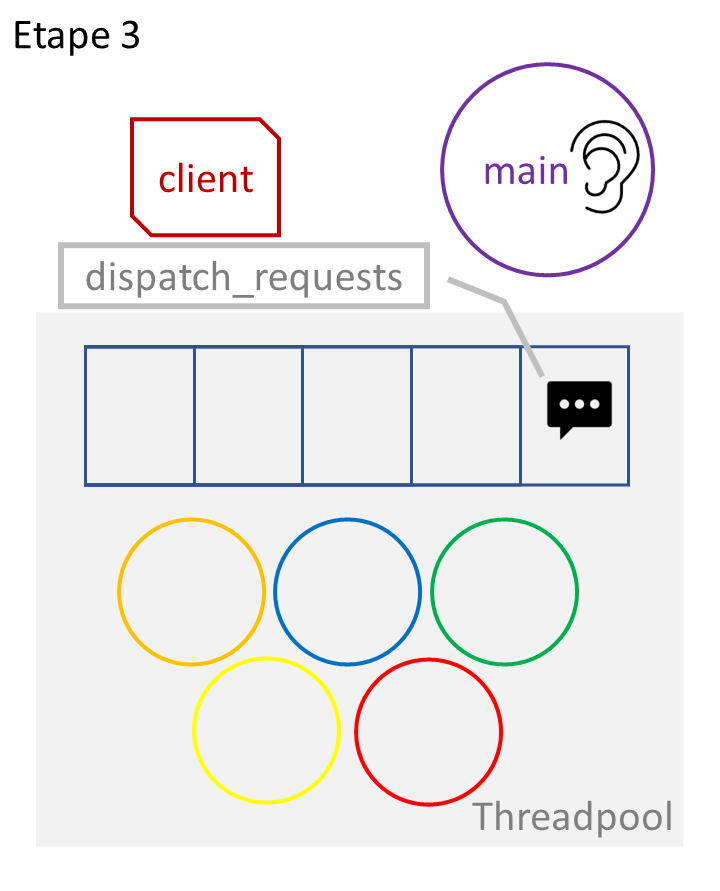 Etape 3
client
main
dispatch_requests
Threadpool